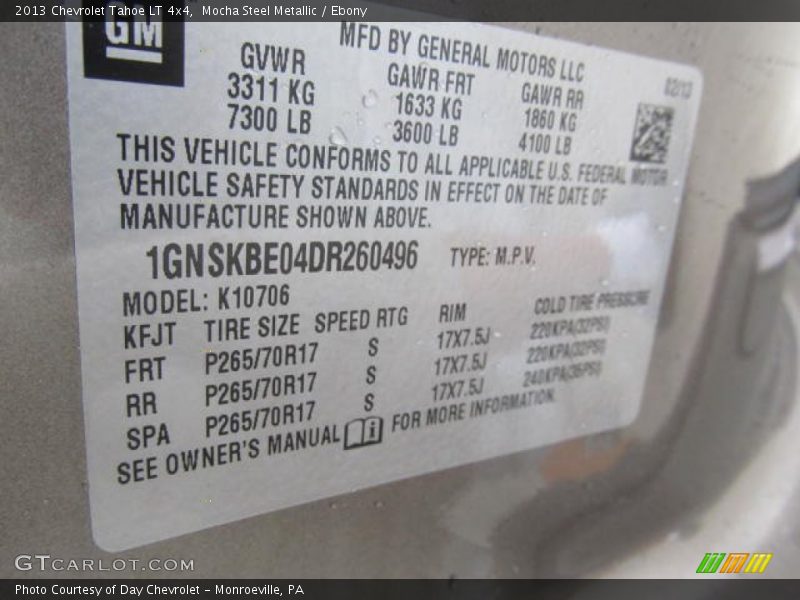 2013 Chevrolet Tahoe LT 4x4, Mocha Steel Metallic / Ebony
GM
MFD BY GENERAL MOTORS LLC
02/13
GVWR GAWR FRT GAWR RR
3311 KG 1633 KG 1860 KG
7300 LB 3600 LB 4100 LB
THIS VEHICLE CONFORMS TO ALL APPLICABLE U.S. FEDERAL MOTOR
VEHICLE SAFETY STANDARDS IN EFFECT ON THE DATE OF
MANUFACTURE SHOWN ABOVE.
1GNSKBE04DR260496 TYPE: M.P.V.
MODEL: K10706
KFJT TIRE SIZE SPEED RTG RIM COLD TIRE PRESSURE
FRT P265/70R17 S 17X7.5J 220KPA(32PSI)
RR P265/70R17 S 17X7.5J 220KPA(32PSI)
SPA P265/70R17 S 17X7.5J 240KPA(35PSI)
SEE OWNER'S MANUAL i FOR MORE INFORMATION.
GTCARLOT.COM
Photo Courtesy of Day Chevrolet – Monroeville, PA